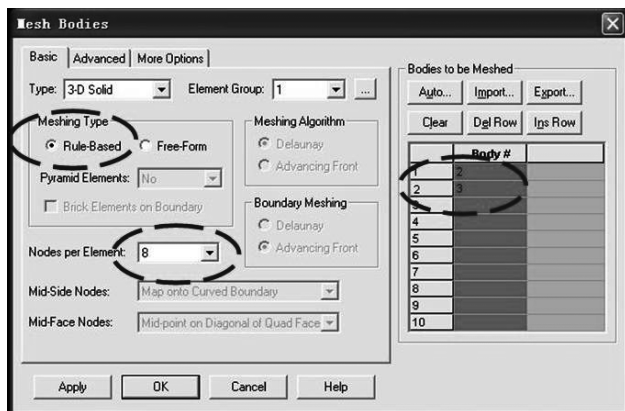 Mesh Bodies
Basic Advanced More Options
Type: 3-D Solid Element Group: 1 ...
Meshing Type
Rule-Based Free-Form
Pyramid Elements: No
Brick Elements on Boundary
Nodes per Element: 8
Mid-Side Nodes: Map onto Curved Boundary
Mid-Face Nodes: Mid-point on Diagonal of Quad Face
Meshing Algorithm
Delaunay
Advancing Front
Boundary Meshing
Delaunay
Advancing Front
Apply OK Cancel Help
Bodies to be Meshed
Auto... Import... Export...
Clear Del Row Ins Row
Body #
1 2
2 3
3
4
5
6
7
8
9
10